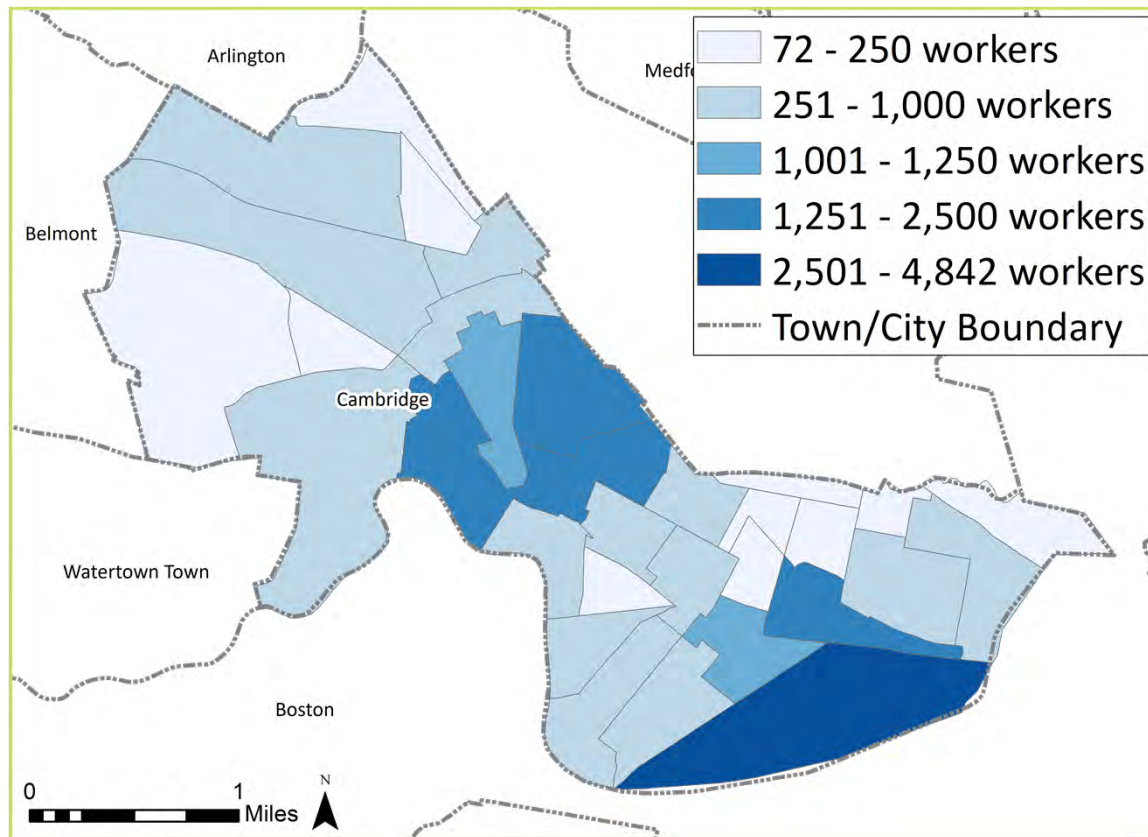 Arlington
Medf
72 - 250 workers
251 - 1,000 workers
1,001 - 1,250 workers
1,251 - 2,500 workers
2,501 - 4,842 workers
Town/City Boundary
Belmont
Cambridge
Watertown Town
Boston
0 1
Miles
N